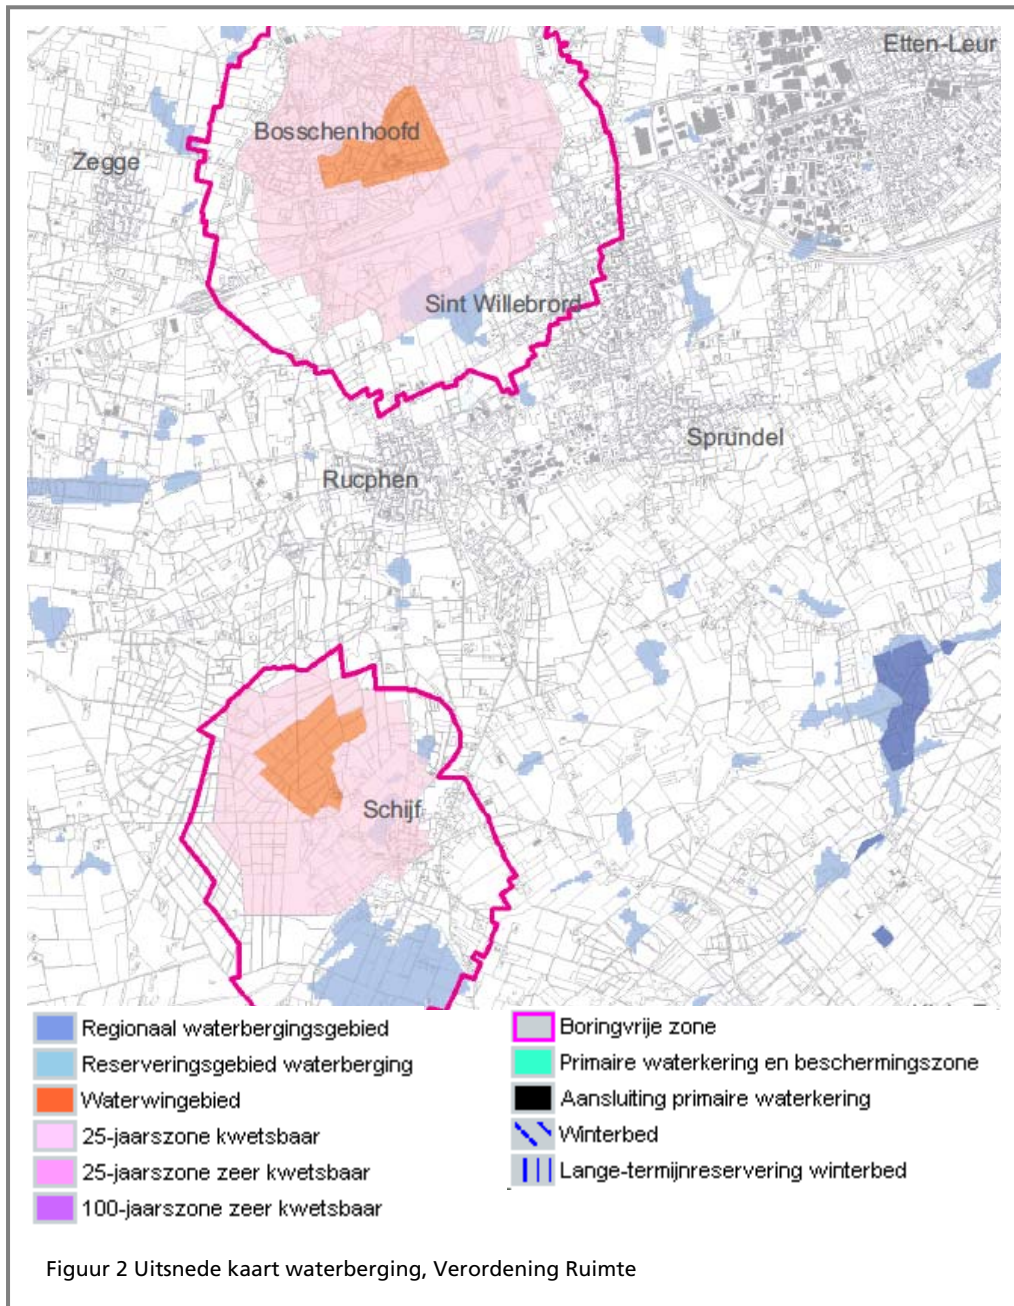 Etten-Leur
Bosschenhoofd
Zegge
Sint Willebrord
Sprundel
Rucphen
Schijf
Regionaal waterbergingsgebied
Reserveringsgebied waterberging
Waterwingebied
25-jaarszone kwetsbaar
25-jaarszone zeer kwetsbaar
100-jaarszone zeer kwetsbaar
Boringvrije zone
Primaire waterkering en beschermingszone
Aansluiting primaire waterkering
Winterbed
Lange-termijnreservering winterbed
Figuur 2 Uitsnede kaart waterberging, Verordening Ruimte